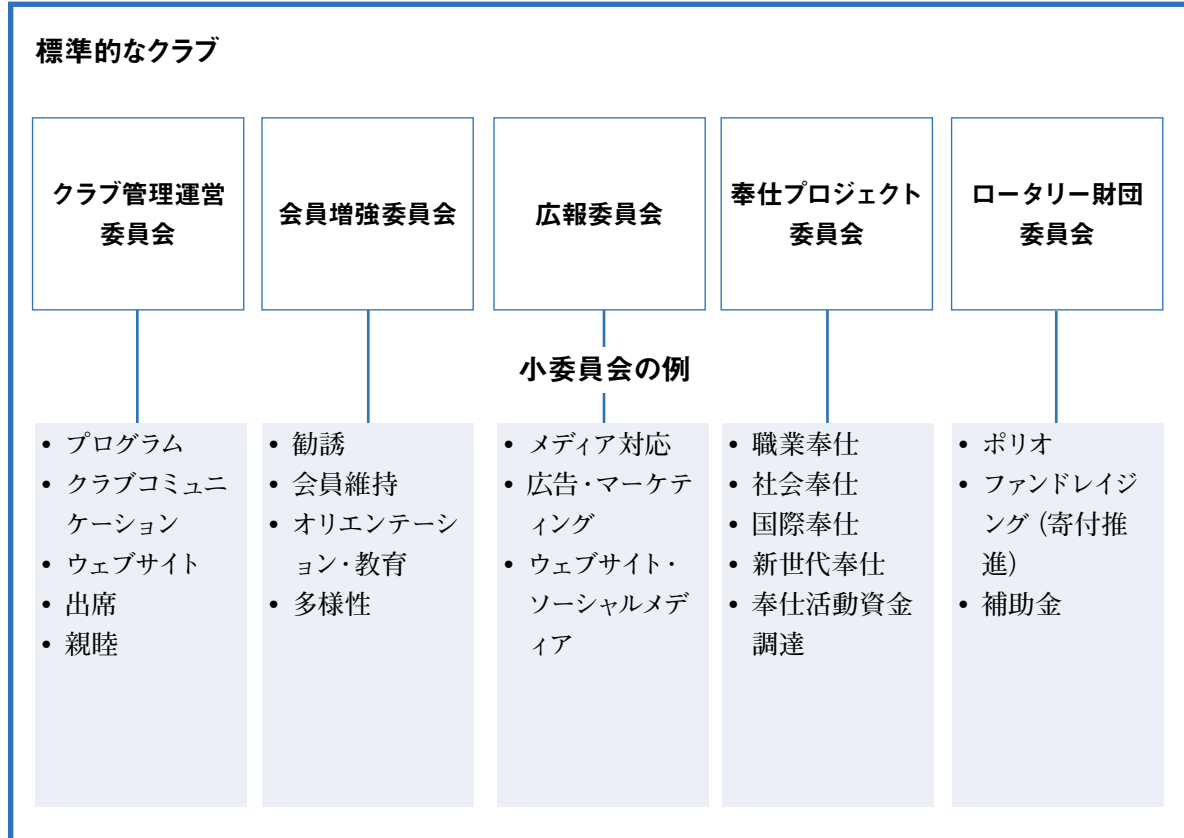 標準的なクラブ
クラブ管理運営
委員会
会員増強委員会
広報委員会
奉仕プロジェクト
委員会
ロータリー財団
委員会
小委員会の例
• プログラム
• クラブコミュニ
ケーション
• ウェブサイト
• 出席
• 親睦
• 勧誘
• 会員維持
• オリエンテーシ
ョン・教育
• 多様性
• メディア対応
• 広告・マーケテ
ィング
• ウェブサイト・
ソーシャルメデ
ィア
• 職業奉仕
• 社会奉仕
• 国際奉仕
• 新世代奉仕
• 奉仕活動資金
調達
• ポリオ
• ファンドレイジ
ング(寄付推
進)
• 補助金